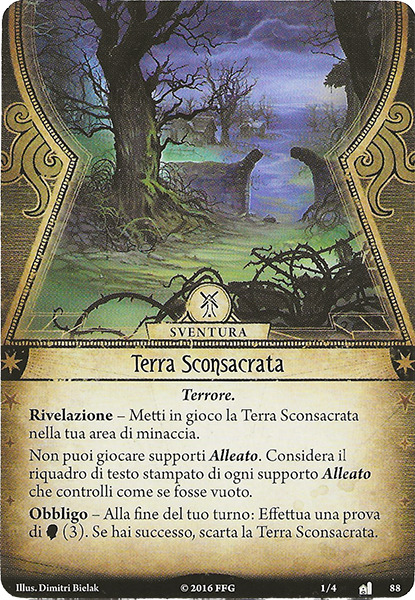 SVENTURA
Terra Sconsacrata
Terrore.
Rivelazione – Metti in gioco la Terra Sconsacrata
nella tua area di minaccia.
Non puoi giocare supporti Alleato. Considera il
riquadro di testo stampato di ogni supporto Alleato
che controlli come se fosse vuoto.
Obbligo – Alla fine del tuo turno: Effettua una prova
di (3). Se hai successo, scarta la Terra Sconsacrata.
Illus. Dimitri Bielak © 2016 FFG 1/4 88